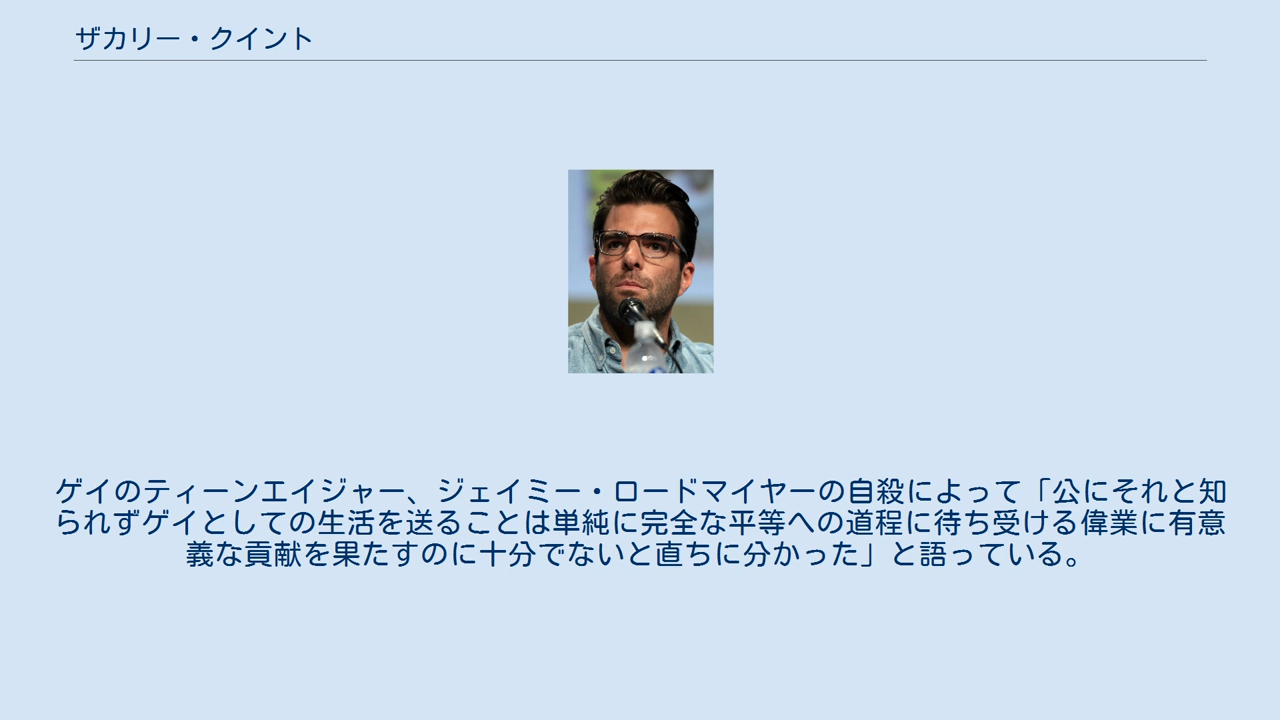 ザカリー・クイント
ゲイのティーンエイジャー、ジェイミー・ロードマイヤーの自殺によって「公にそれと知
られずゲイとしての生活を送ることは単純に完全な平等への道程に待ち受ける偉業に有意
義な貢献を果たすのに十分でないと直ちに分かった」と語っている。